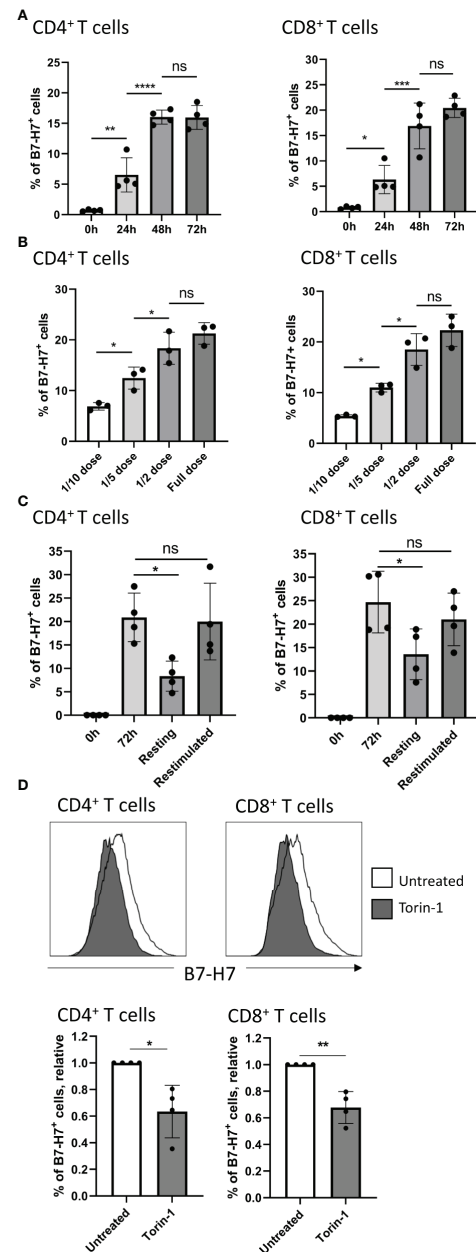 A
CD4+ T cells
CD8+ T cells
% of B7-H7+ cells
25
20
15
10
5
0
**
****
ns
0h 24h 48h 72h
% of B7-H7+ cells
30
25
20
15
10
5
0
*
***
ns
0h 24h 48h 72h
B
CD4+ T cells
CD8+ T cells
% of B7-H7+ cells
30
20
10
0
*
*
ns
1/10 dose 1/5 dose 1/2 dose Full dose
% of B7-H7+ cells
30
20
10
0
*
*
ns
1/10 dose 1/5 dose 1/2 dose Full dose
C
CD4+ T cells
CD8+ T cells
% of B7-H7+ cells
35
30
25
20
15
10
5
0
ns
*
0h 72h Resting Restimulated
% of B7-H7+ cells
35
30
25
20
15
10
5
0
ns
*
0h 72h Resting Restimulated
D
CD4+ T cells
CD8+ T cells
Untreated
Torin-1
B7-H7
CD4+ T cells
CD8+ T cells
% of B7-H7+ cells, relative
1.2
1.0
0.8
0.6
0.4
0.2
0.0
*
Untreated Torin-1
% of B7-H7+ cells, relative
1.2
1.0
0.8
0.6
0.4
0.2
0.0
**
Untreated Torin-1